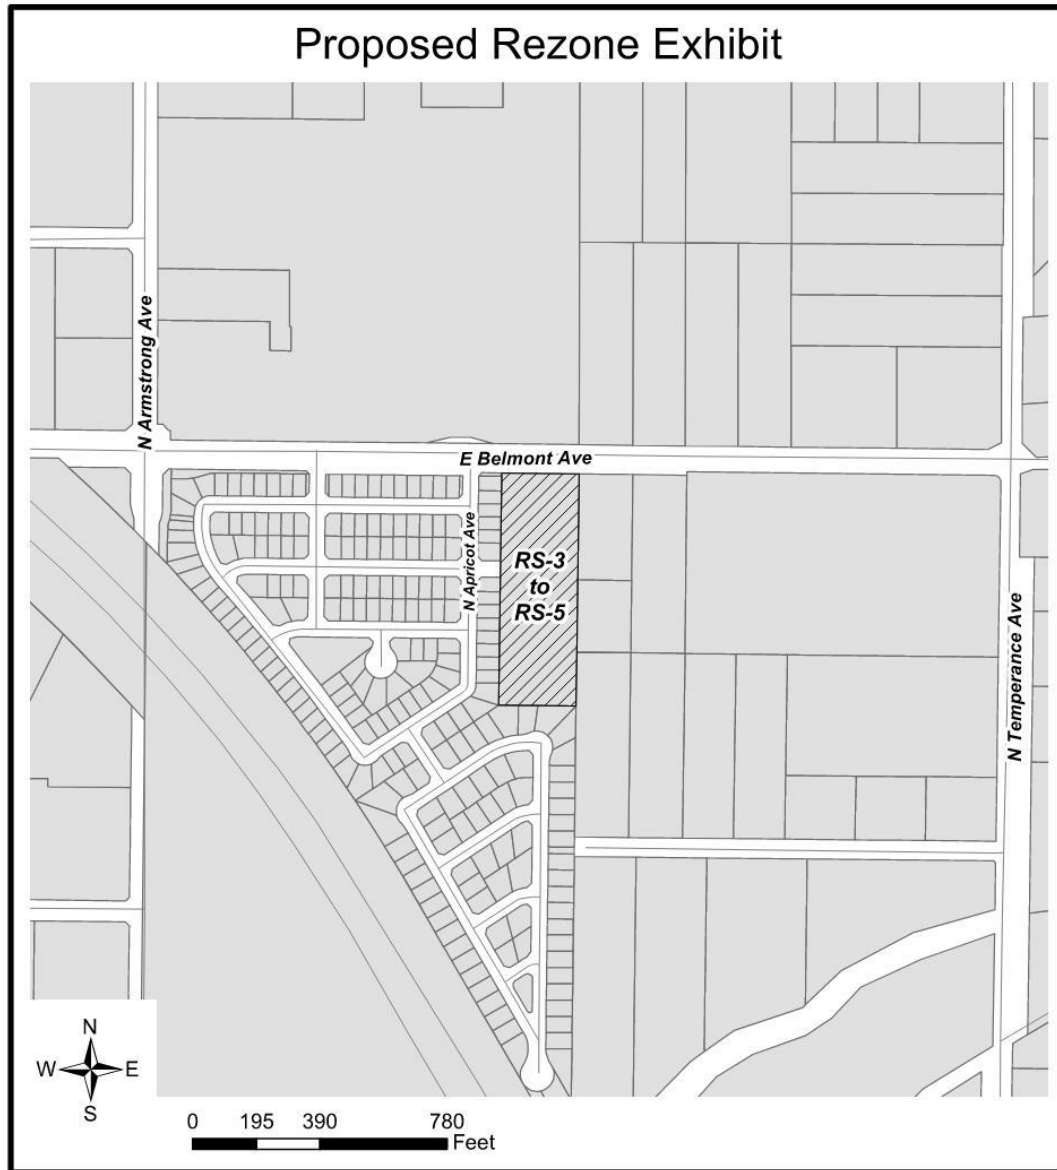 Proposed Rezone Exhibit
N Armstrong Ave
E Belmont Ave
N Apricot Ave
RS-3
to
RS-5
N Temperance Ave
N
W E
S
0 195 390 780
Feet